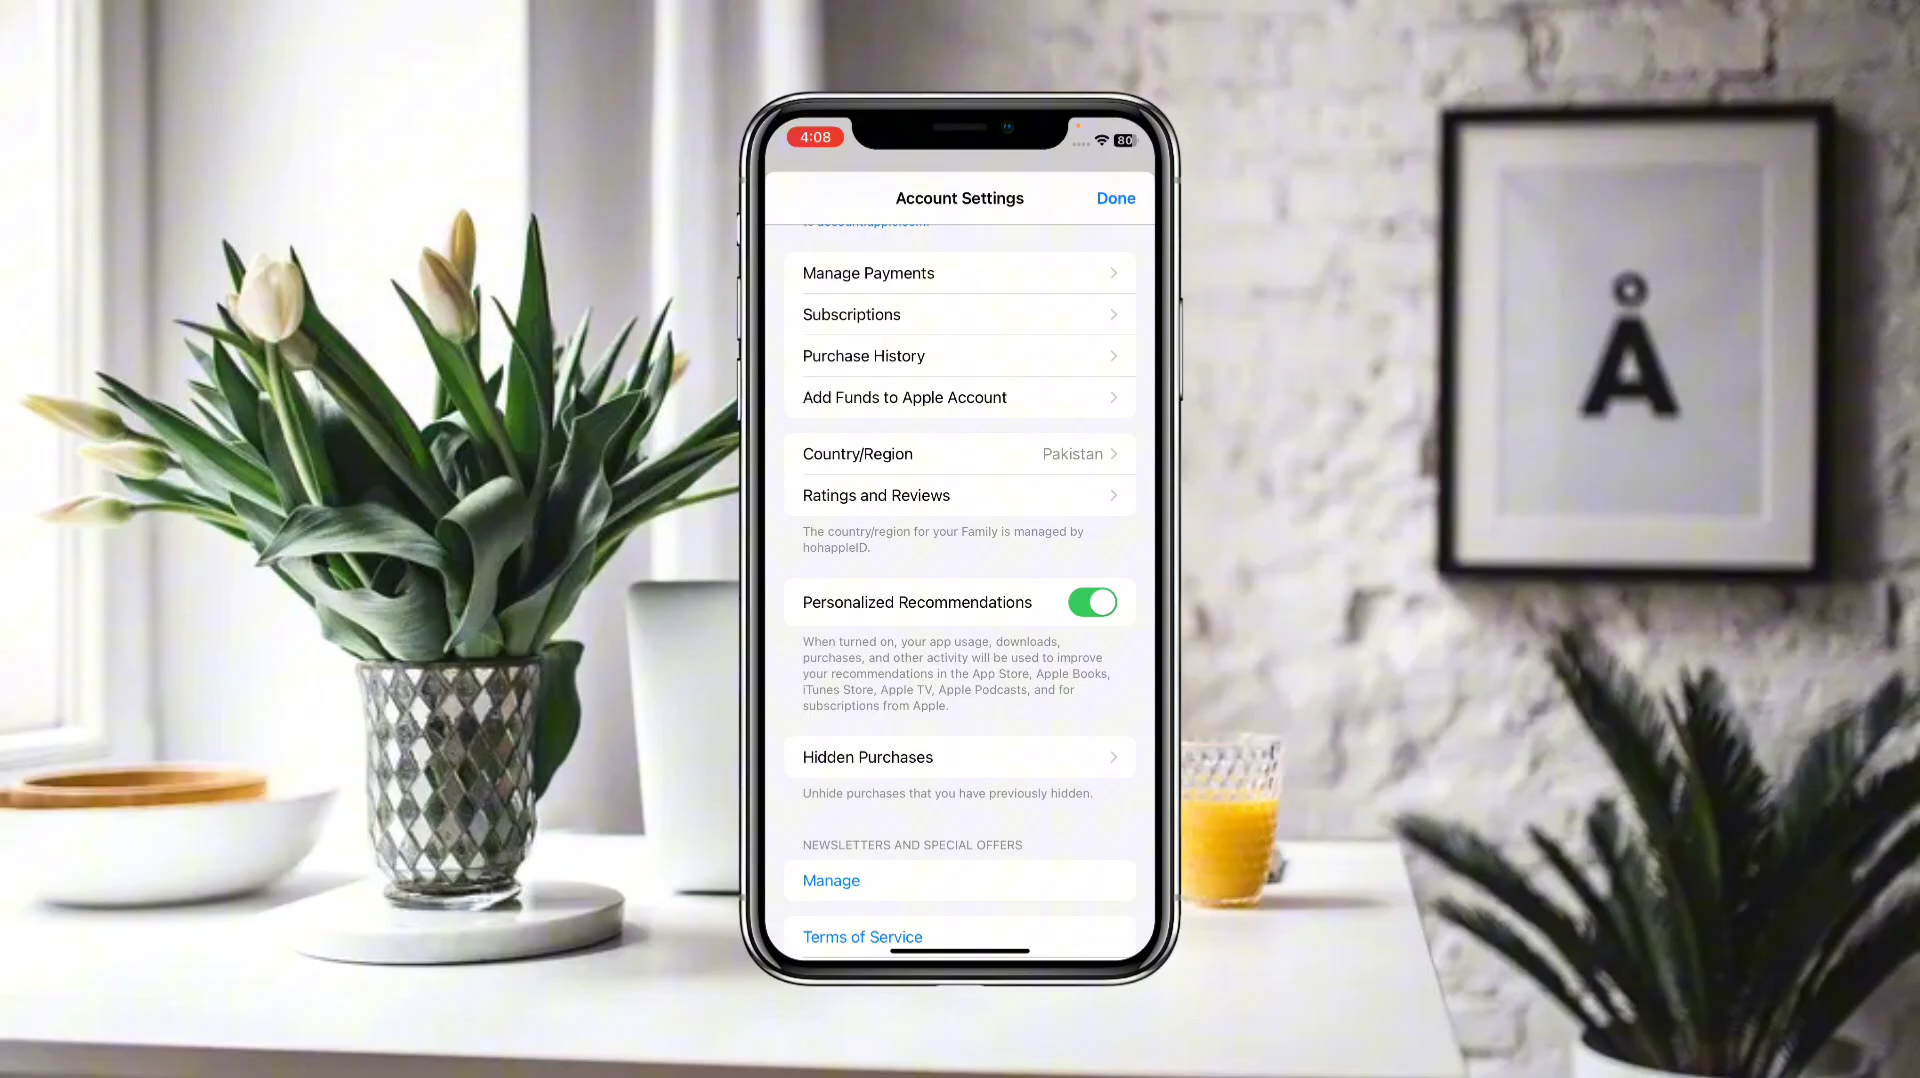 4:08
80
Account Settings
Done
Manage Payments
Subscriptions
Purchase History
Add Funds to Apple Account
Country/Region
Pakistan
Ratings and Reviews
The country/region for your Family is managed by
hohappleID.
Personalized Recommendations
When turned on, your app usage, downloads,
purchases, and other activity will be used to improve
your recommendations in the App Store, Apple Books,
iTunes Store, Apple TV, Apple Podcasts, and for
subscriptions from Apple.
Hidden Purchases
Unhide purchases that you have previously hidden.
NEWSLETTERS AND SPECIAL OFFERS
Manage
Terms of Service
Å